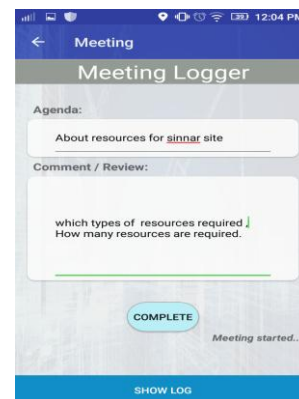 12:04 PM
Meeting
Meeting Logger
Agenda:
About resources for sinnar site
Comment / Review:
which types of  resources required .
How many resources are required.
COMPLETE
Meeting started..
SHOW LOG